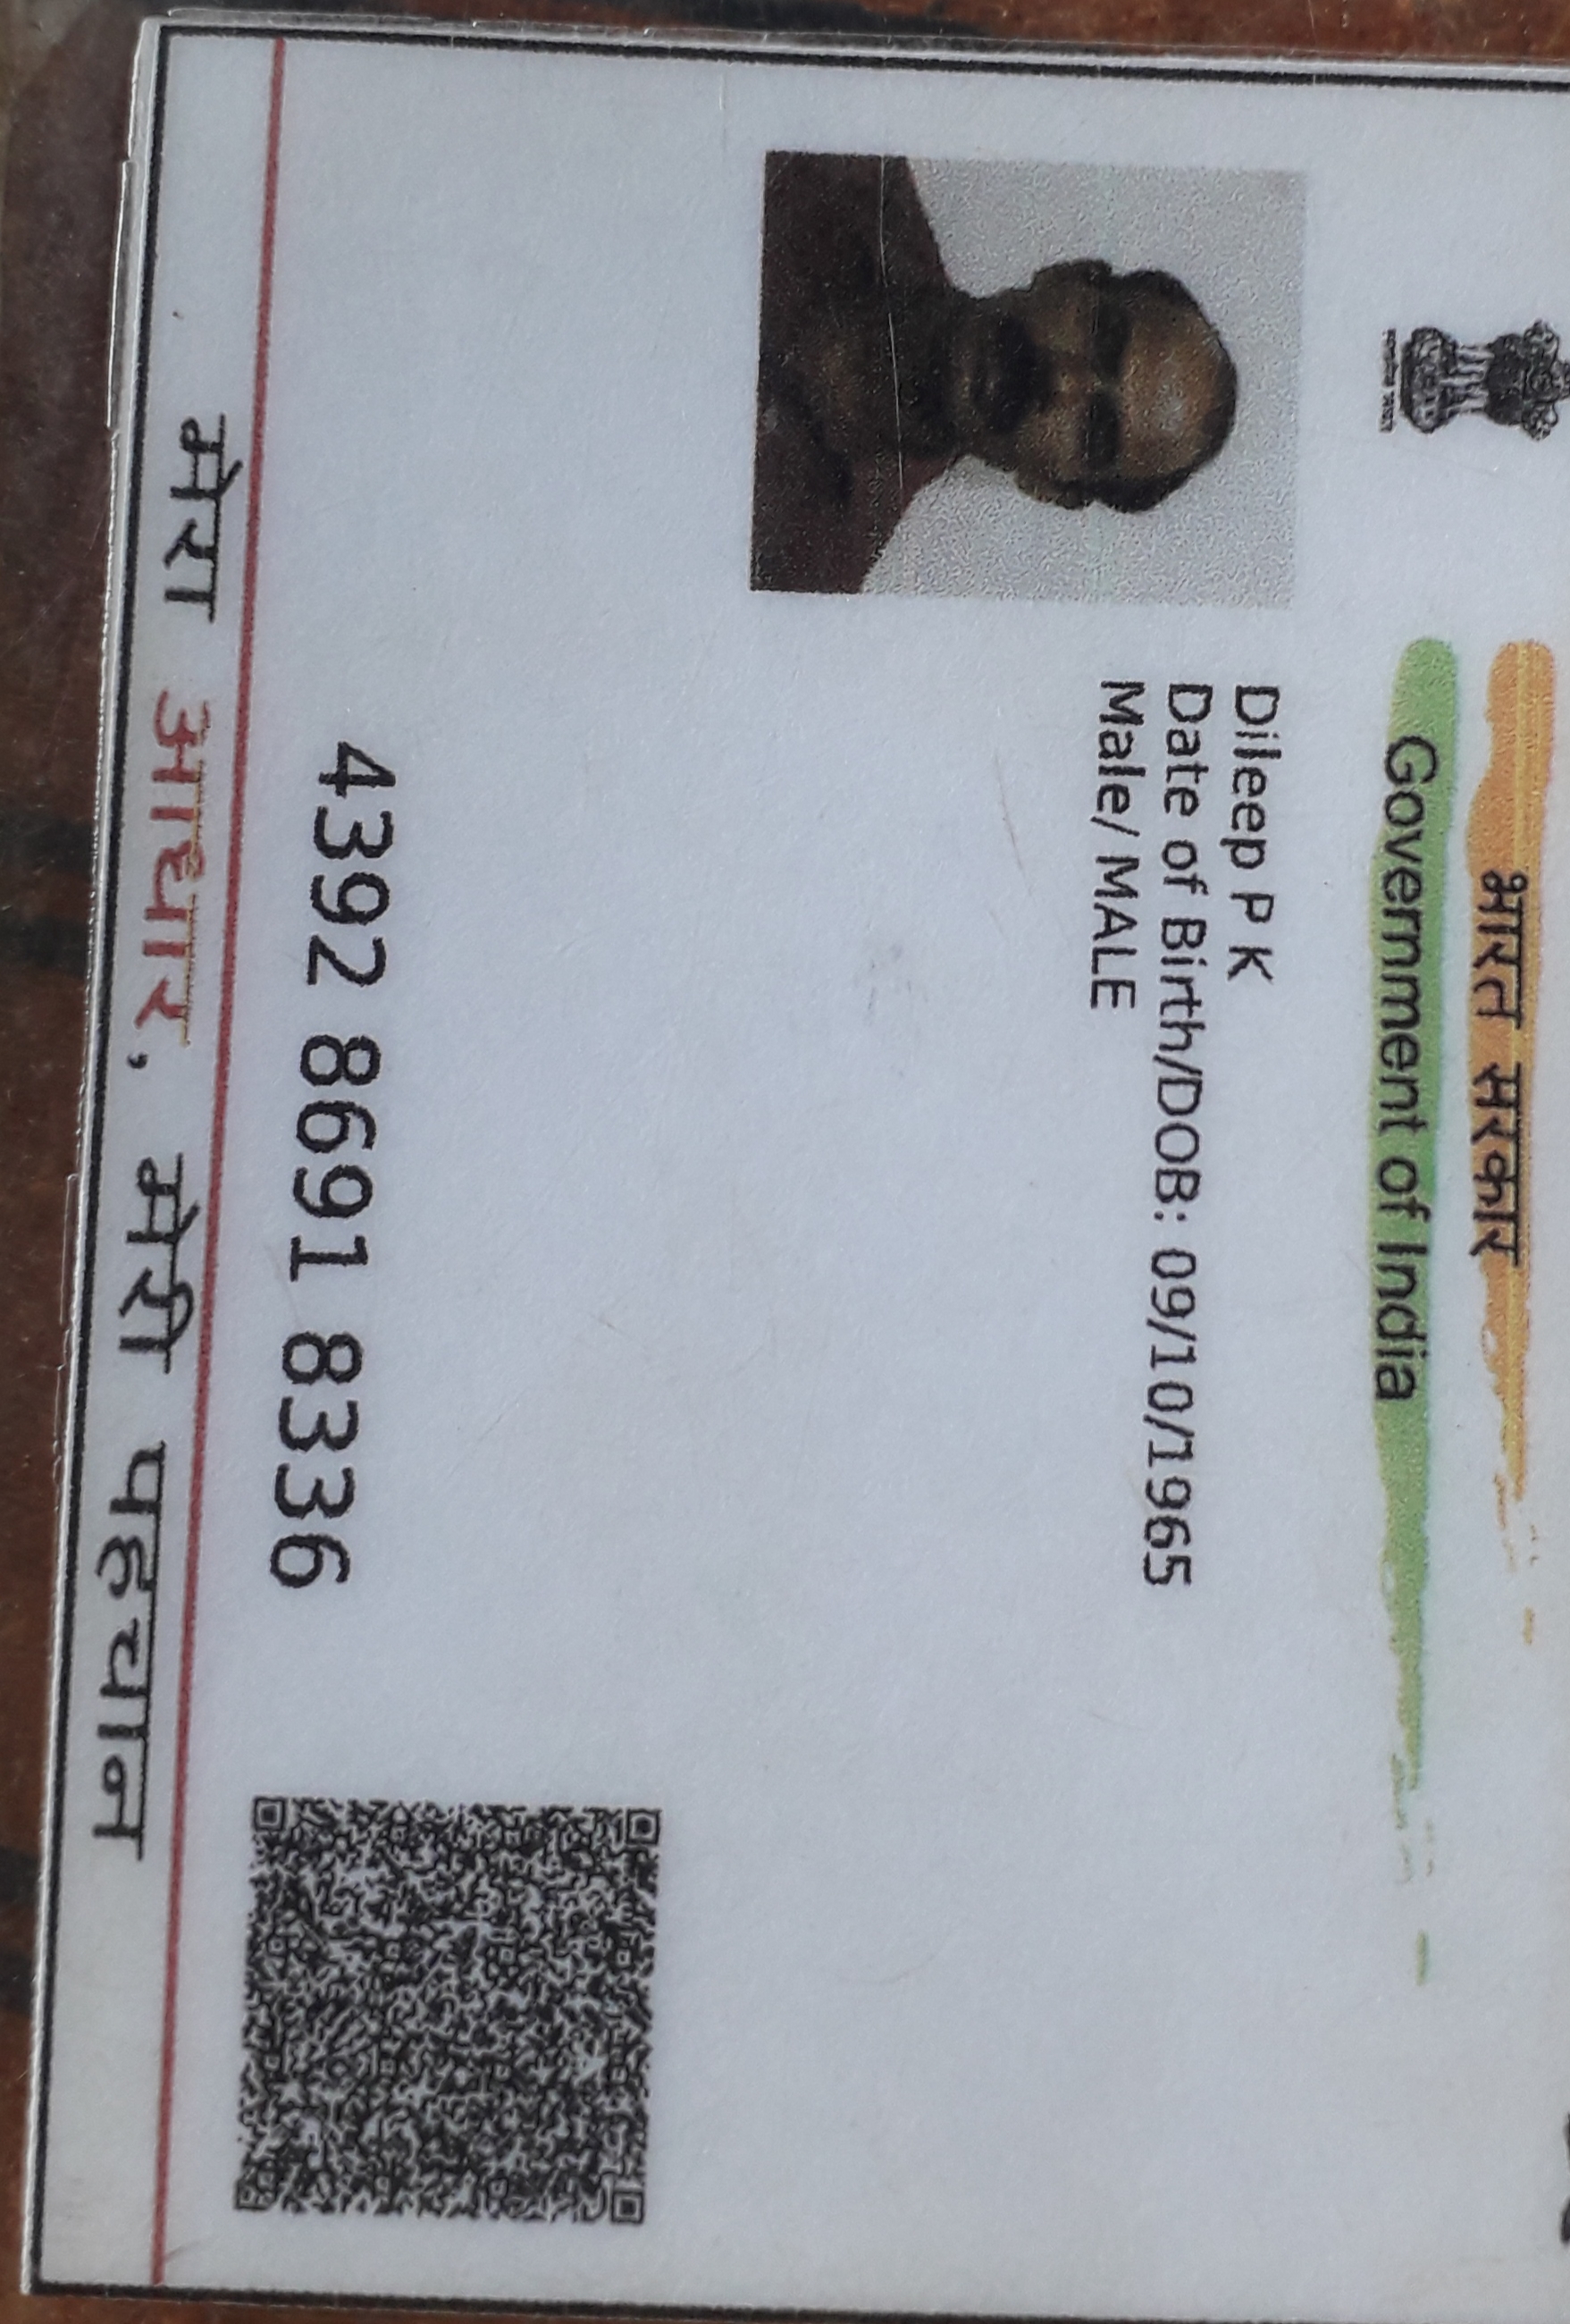 भारत सरकार
Government of India
Dileep P K
Date of Birth/DOB: 09/10/1965
Male/ MALE
4392 8691 8336
मेरा आधार, मेरी पहचान